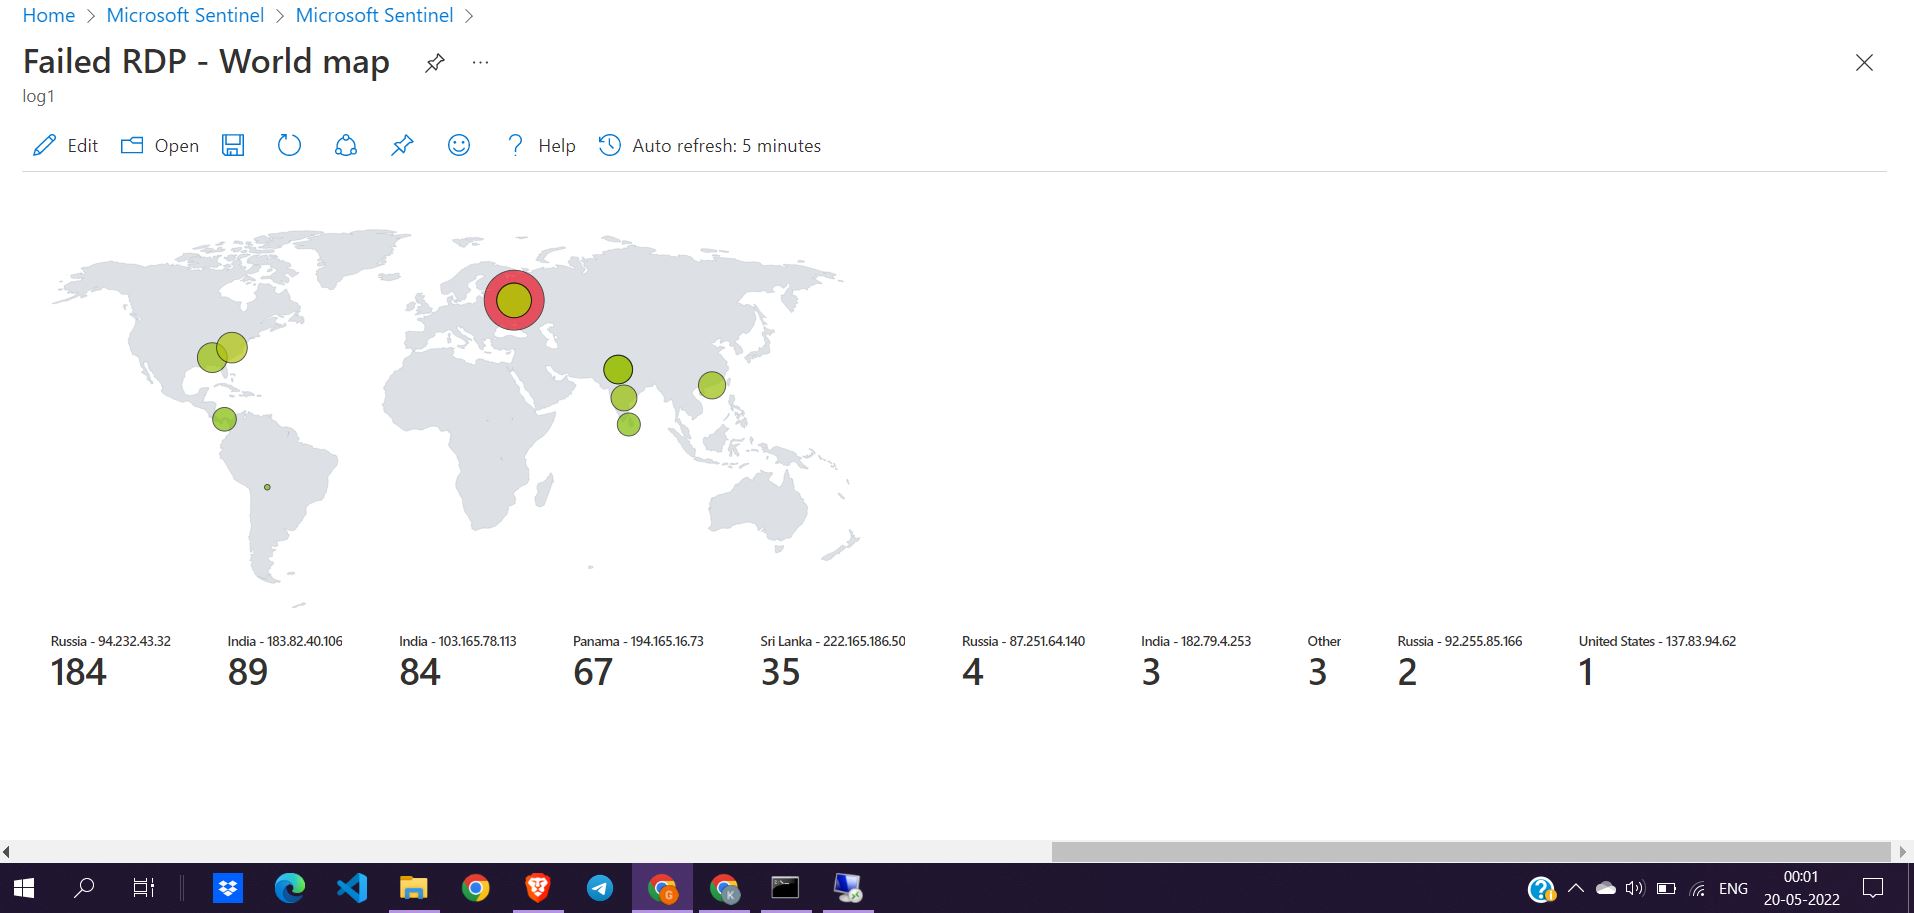 Home > Microsoft Sentinel > Microsoft Sentinel >
Failed RDP - World map
log1
Edit Open Help Auto refresh: 5 minutes
Russia - 94.232.43.32 India - 183.82.40.106 India - 103.165.78.113 Panama - 194.165.16.73 Sri Lanka - 222.165.186.50 Russia - 87.251.64.140 India - 182.79.4.253 Other Russia - 92.255.85.166 United States - 137.83.94.62
184 89 84 67 35 4 3 3 2 1
ENG 00:01
20-05-2022